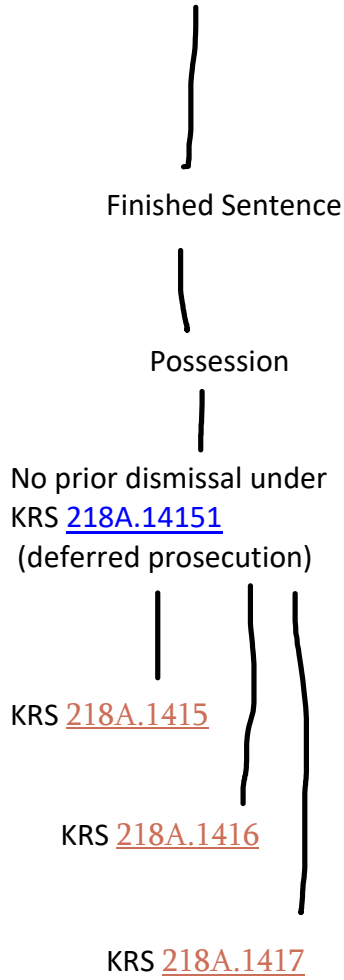 Finished Sentence
Possession
No prior dismissal under
KRS 218A.14151
(deferred prosecution)
KRS 218A.1415
KRS 218A.1416
KRS 218A.1417